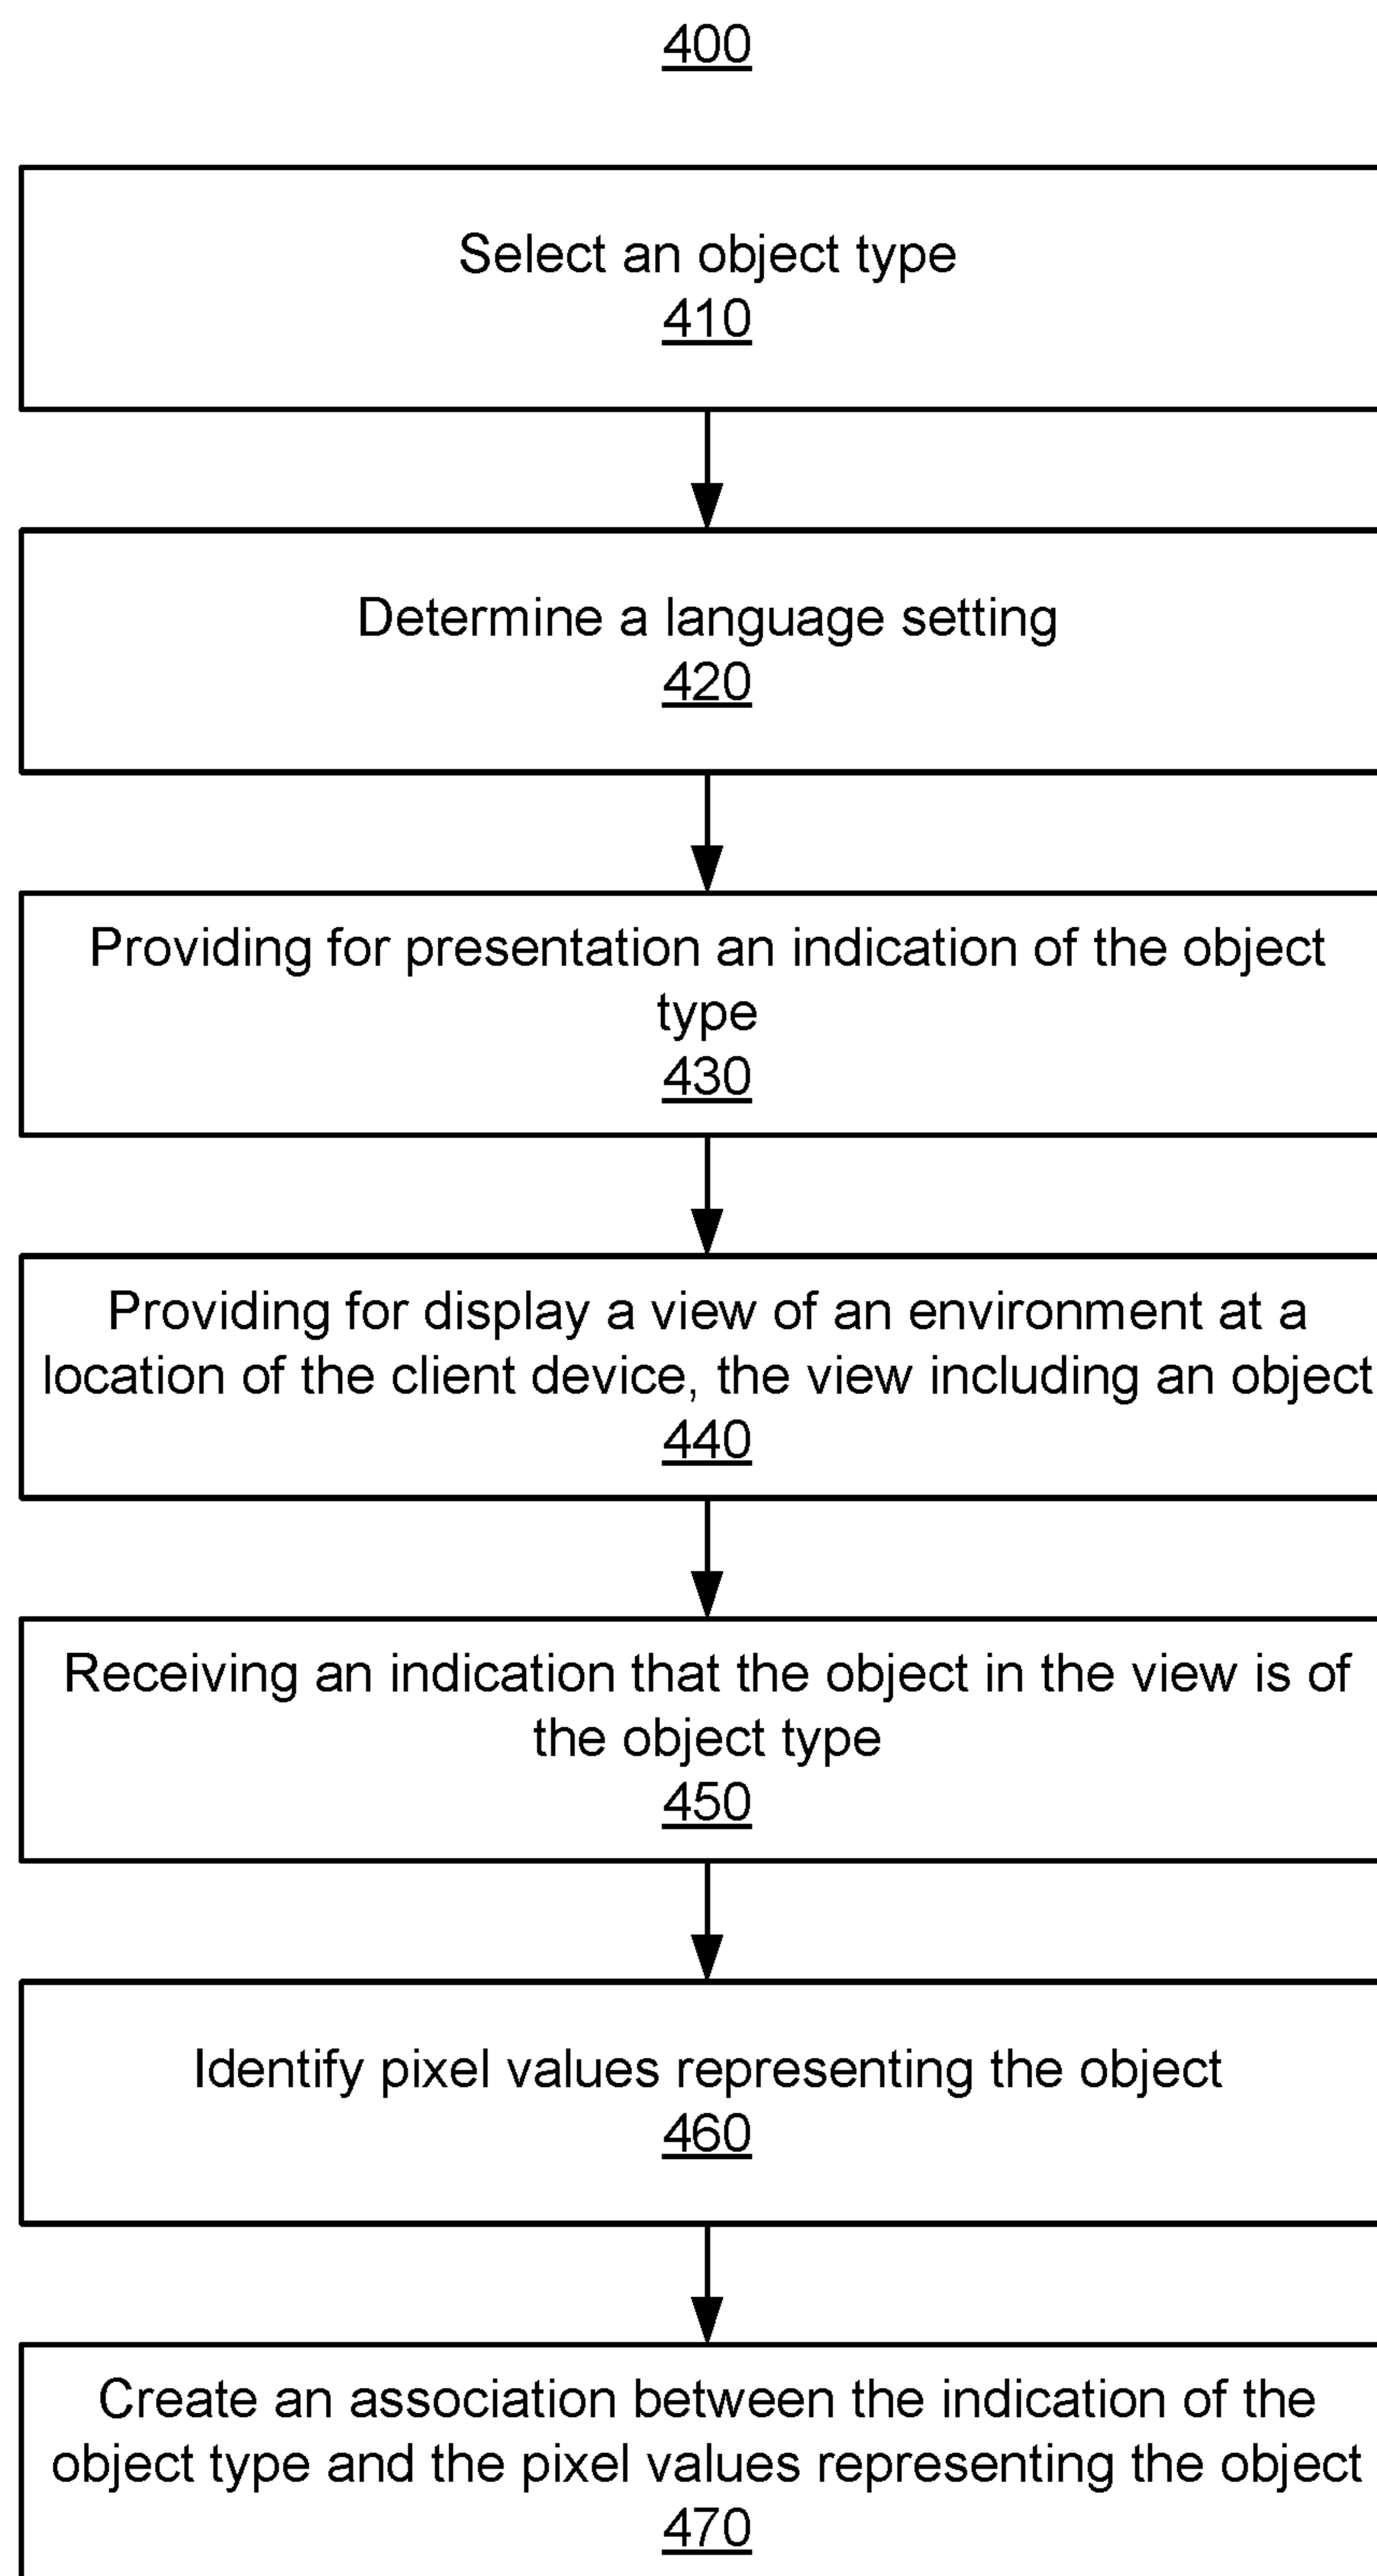 400
Select an object type
410
Determine a language setting
420
Providing for presentation an indication of the object
type
430
Providing for display a view of an environment at a
location of the client device, the view including an object
440
Receiving an indication that the object in the view is of
the object type
450
Identify pixel values representing the object
460
Create an association between the indication of the
object type and the pixel values representing the object
470